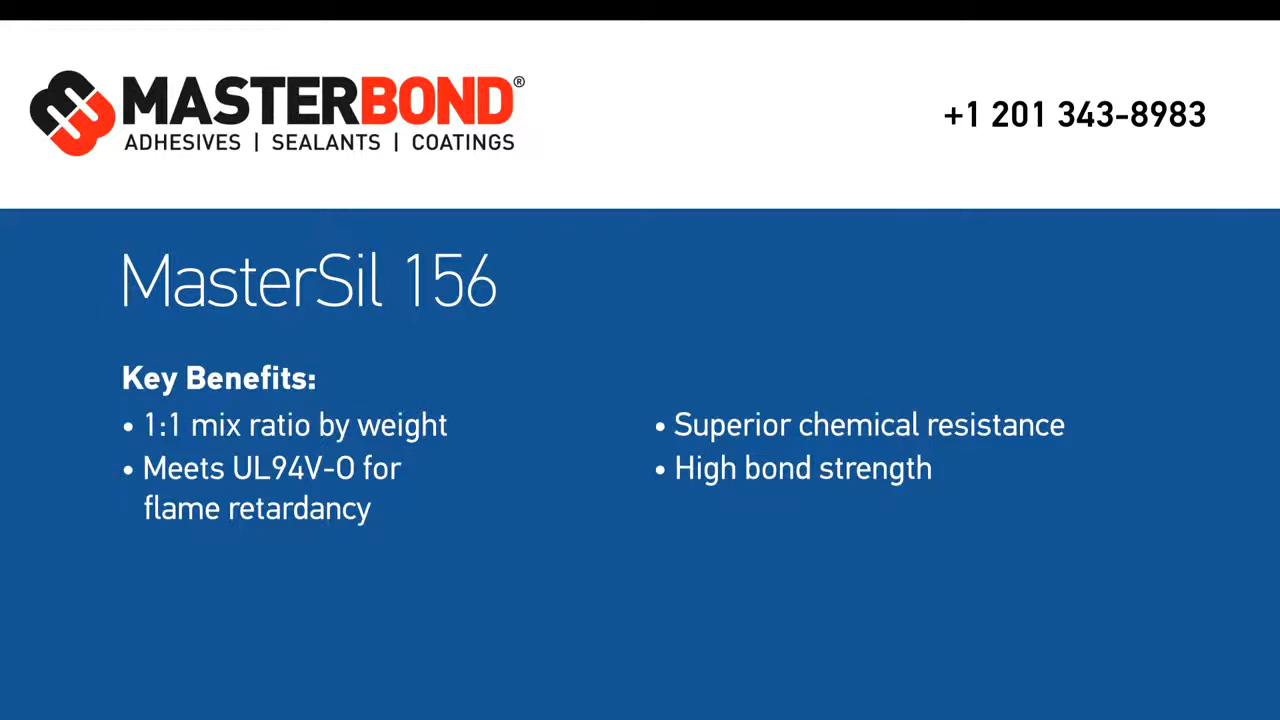 MASTERBOND®
ADHESIVES | SEALANTS | COATINGS
+1 201 343-8983
MasterSil 156
Key Benefits:
• 1:1 mix ratio by weight
• Meets UL94V-O for
flame retardancy
• Superior chemical resistance
• High bond strength